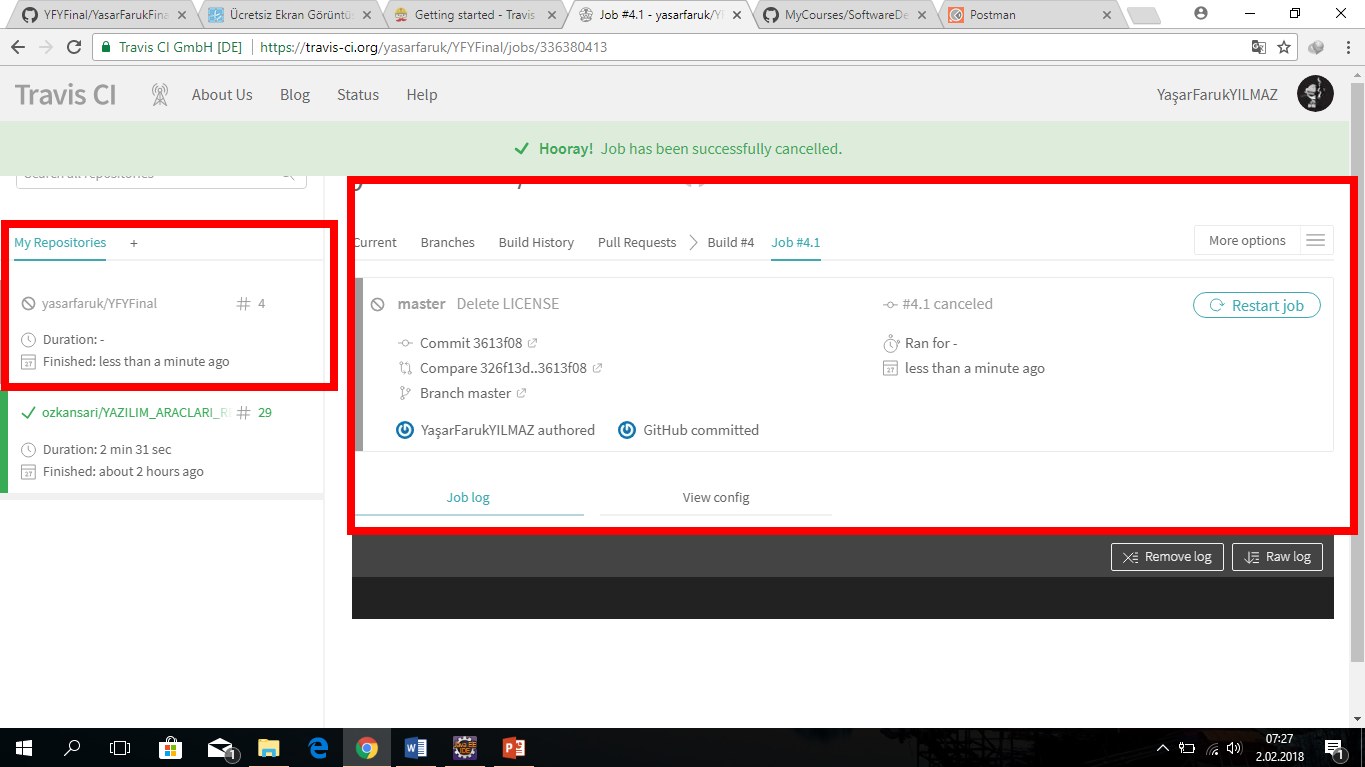 YFYFinal/YasarFarukFina
Ücretsiz Ekran Görüntüs
Getting started - Travis
Job #4.1 - yasarfaruk/YF
MyCourses/SoftwareDe
Postman
Travis CI GmbH [DE] https://travis-ci.org/yasarfaruk/YFYFinal/jobs/336380413
Travis CI About Us Blog Status Help YaşarFarukYILMAZ
Hooray! Job has been successfully cancelled.
Search all repositories
My Repositories +
Current Branches Build History Pull Requests Build #4 Job #4.1 More options
yasarfaruk/YFYFinal # 4
Duration: -
Finished: less than a minute ago
ozkansari/YAZILIM_ARACLARI_R # 29
Duration: 2 min 31 sec
Finished: about 2 hours ago
master Delete LICENSE #4.1 canceled Restart job
Commit 3613f08 Ran for -
Compare 326f13d..3613f08 less than a minute ago
Branch master
YaşarFarukYILMAZ authored GitHub committed
Job log View config
Remove log Raw log
07:27
2.02.2018